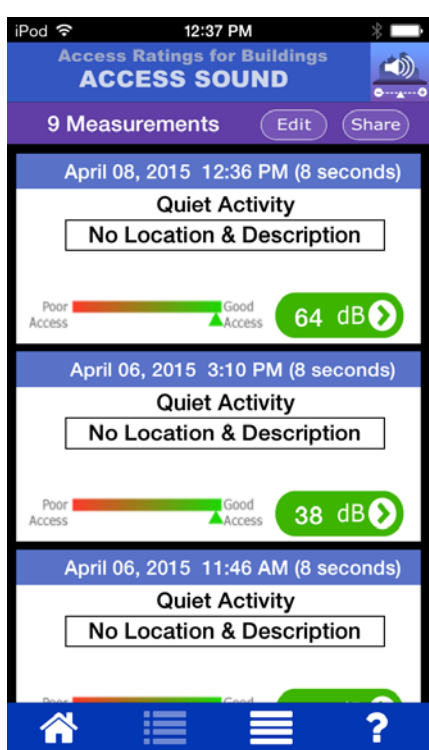 iPod 12:37 PM
Access Ratings for Buildings
ACCESS SOUND
9 Measurements Edit Share
April 08, 2015 12:36 PM (8 seconds)
Quiet Activity
No Location & Description
Poor Access Good Access 64 dB
April 06, 2015 3:10 PM (8 seconds)
Quiet Activity
No Location & Description
Poor Access Good Access 38 dB
April 06, 2015 11:46 AM (8 seconds)
Quiet Activity
No Location & Description
?